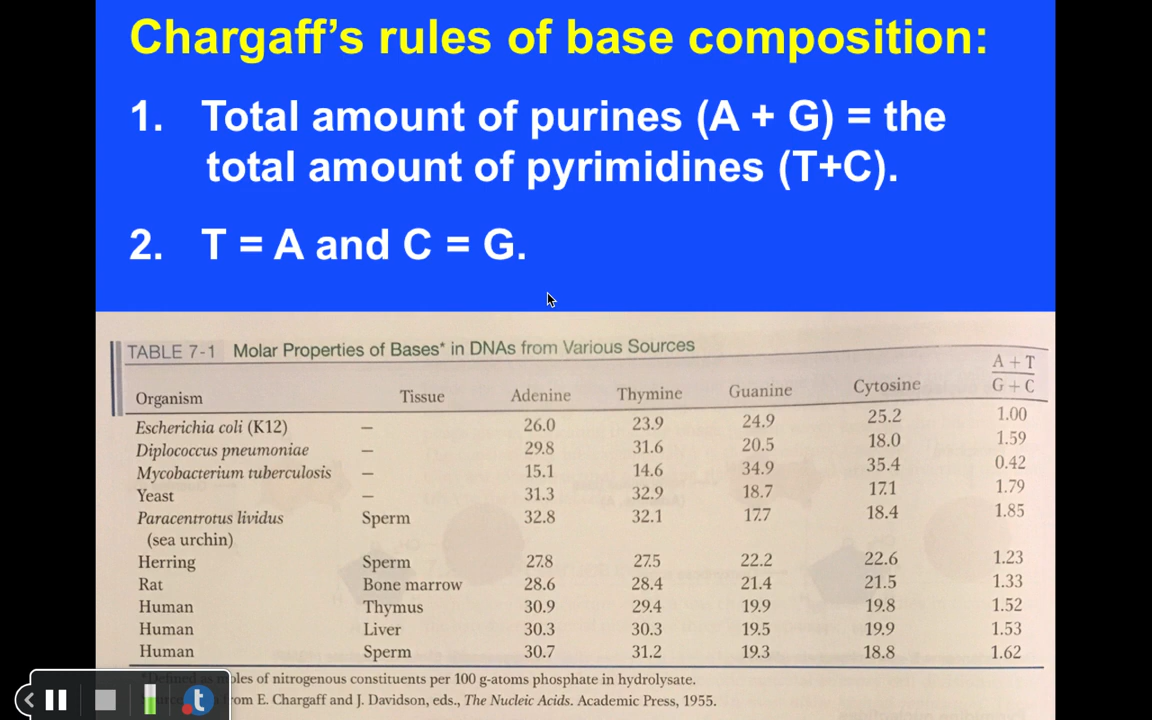 Chargaff's rules of base composition:
1. Total amount of purines (A + G) = the
total amount of pyrimidines (T+C).
2. T = A and C = G.
TABLE 7-1 Molar Properties of Bases* in DNAs from Various Sources
Organism Tissue Adenine Thymine Guanine Cytosine A + T / G + C
Escherichia coli (K12) — 26.0 23.9 24.9 25.2 1.00
Diplococcus pneumoniae — 29.8 31.6 20.5 18.0 1.59
Mycobacterium tuberculosis — 15.1 14.6 34.9 35.4 0.42
Yeast — 31.3 32.9 18.7 17.1 1.79
Paracentrotus lividus Sperm 32.8 32.1 17.7 18.4 1.85
(sea urchin)
Herring Sperm 27.8 27.5 22.2 22.6 1.23
Rat Bone marrow 28.6 28.4 21.4 21.5 1.33
Human Thymus 30.9 29.4 19.9 19.8 1.52
Human Liver 30.3 30.3 19.5 19.9 1.53
Human Sperm 30.7 31.2 19.3 18.8 1.62
*Defined as moles of nitrogenous constituents per 100 g-atoms phosphate in hydrolysate.
from E. Chargaff and J. Davidson, eds., The Nucleic Acids. Academic Press, 1955.